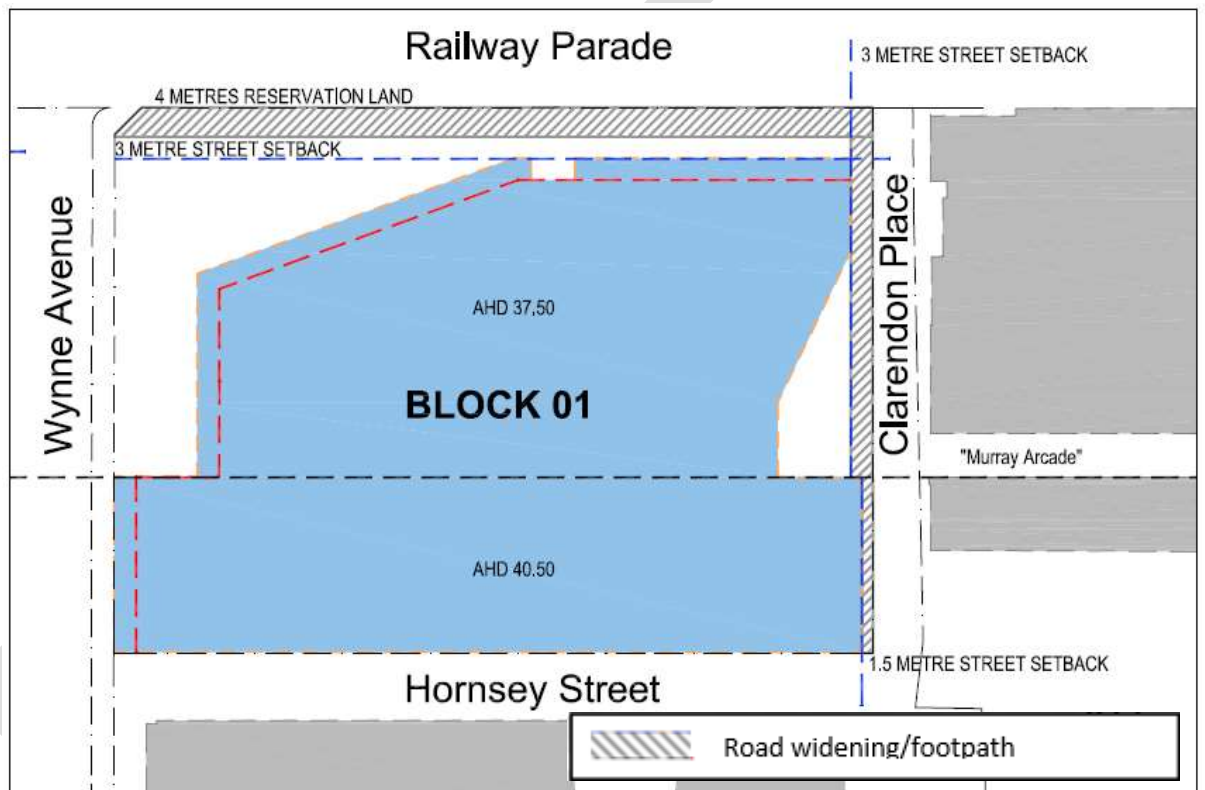 Railway Parade
3 METRE STREET SETBACK
4 METRES RESERVATION LAND
3 METRE STREET SETBACK
Wynne Avenue
Clarendon Place
AHD 37,50
BLOCK 01
"Murray Arcade"
AHD 40.50
1.5 METRE STREET SETBACK
Hornsey Street
Road widening/footpath